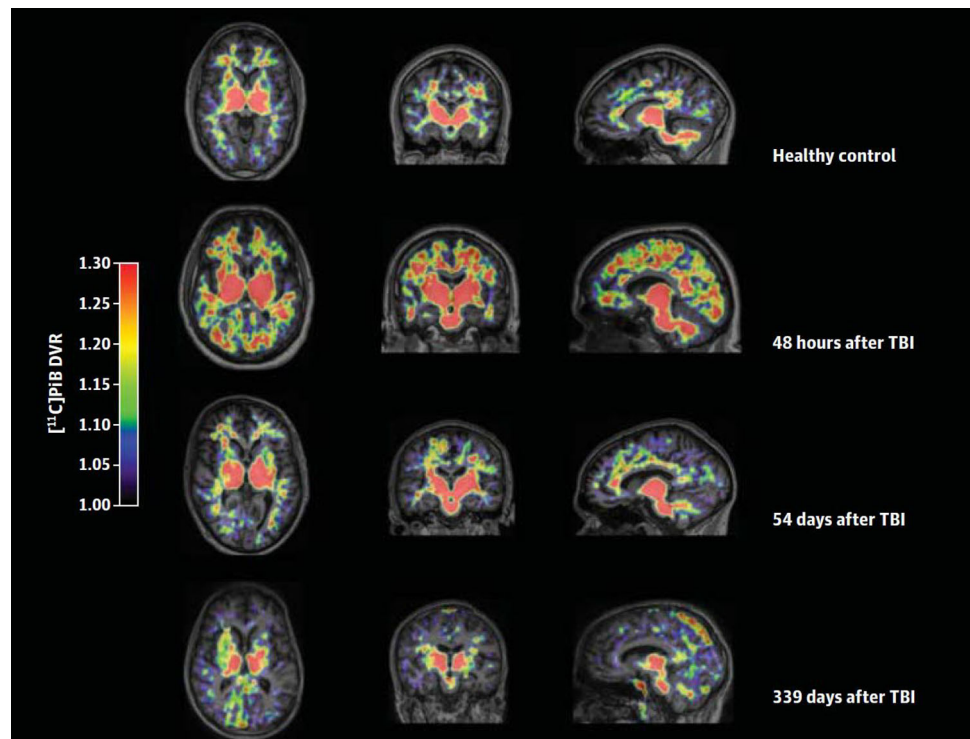 Healthy control
1.30
1.25
1.20
1.15
1.10
1.05
1.00
[¹¹C]PiB DVR
48 hours after TBI
54 days after TBI
339 days after TBI